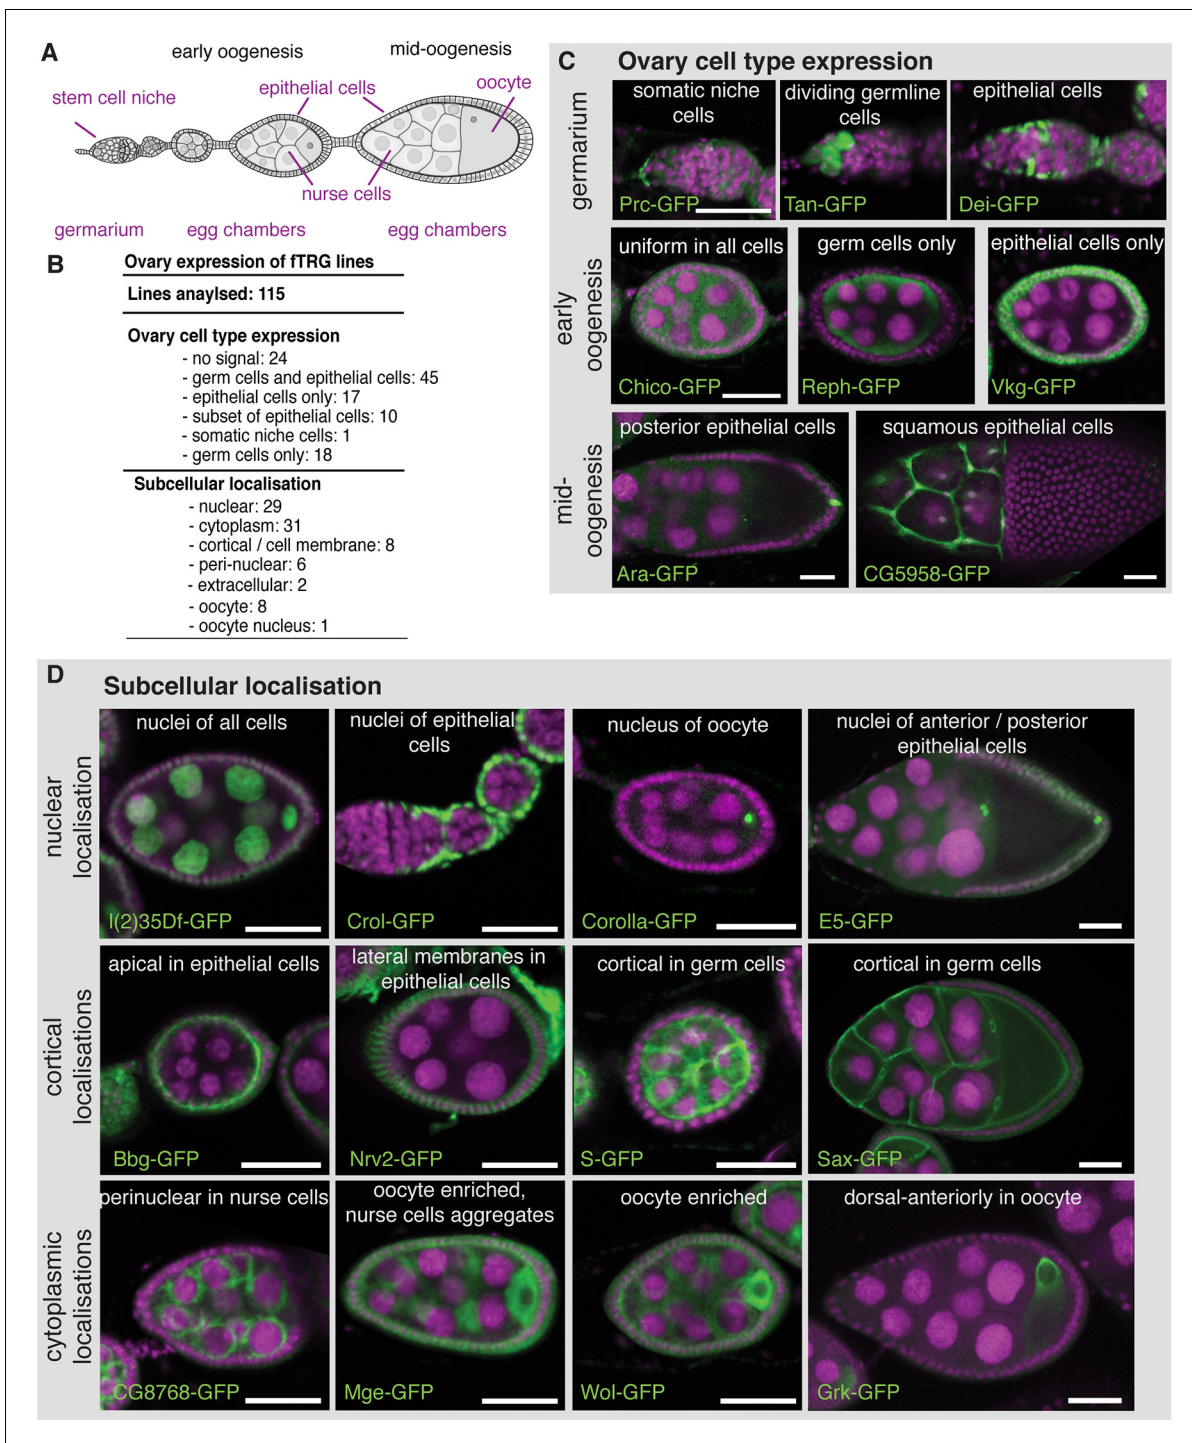 A
early oogenesis
mid-oogenesis
stem cell niche
epithelial cells
oocyte
nurse cells
germarium
egg chambers
egg chambers
B
Ovary expression of fTRG lines
Lines anaylsed: 115
Ovary cell type expression
- no signal: 24
- germ cells and epithelial cells: 45
- epithelial cells only: 17
- subset of epithelial cells: 10
- somatic niche cells: 1
- germ cells only: 18
Subcellular localisation
- nuclear: 29
- cytoplasm: 31
- cortical / cell membrane: 8
- peri-nuclear: 6
- extracellular: 2
- oocyte: 8
- oocyte nucleus: 1
C
Ovary cell type expression
germarium
somatic niche
cells
Prc-GFP
dividing germline
cells
Tan-GFP
epithelial cells
Dei-GFP
early
oogenesis
uniform in all cells
Chico-GFP
germ cells only
Reph-GFP
epithelial cells only
Vkg-GFP
mid-
oogenesis
posterior epithelial cells
Ara-GFP
squamous epithelial cells
CG5958-GFP
D
Subcellular localisation
nuclear
localisation
nuclei of all cells
l(2)35Df-GFP
nuclei of epithelial
cells
Crol-GFP
nucleus of oocyte
Corolla-GFP
nuclei of anterior / posterior
epithelial cells
E5-GFP
cortical
localisations
apical in epithelial cells
Bbg-GFP
lateral membranes in
epithelial cells
Nrv2-GFP
cortical in germ cells
S-GFP
cortical in germ cells
Sax-GFP
cytoplasmic
localisations
perinuclear in nurse cells
CG8768-GFP
oocyte enriched,
nurse cells aggregates
Mge-GFP
oocyte enriched
Wol-GFP
dorsal-anteriorly in oocyte
Grk-GFP